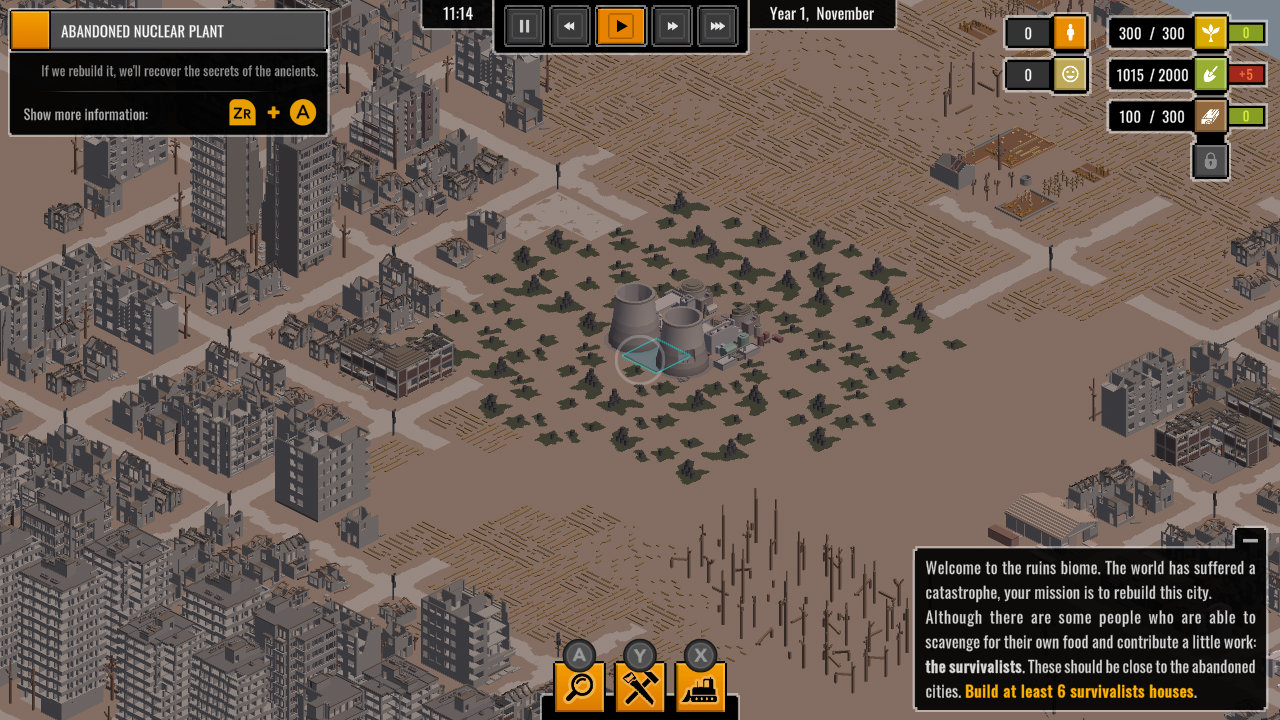 ABANDONED NUCLEAR PLANT
If we rebuild it, we'll recover the secrets of the ancients.
Show more information: ZR + A
11:14
Year 1, November
0
300 / 300
0
0
1015 / 2000
+5
100 / 300
0
A
Y
X
Welcome to the ruins biome. The world has suffered a
catastrophe, your mission is to rebuild this city.
Although there are some people who are able to
scavenge for their own food and contribute a little work:
the survivalists. These should be close to the abandoned
cities. Build at least 6 survivalists houses.